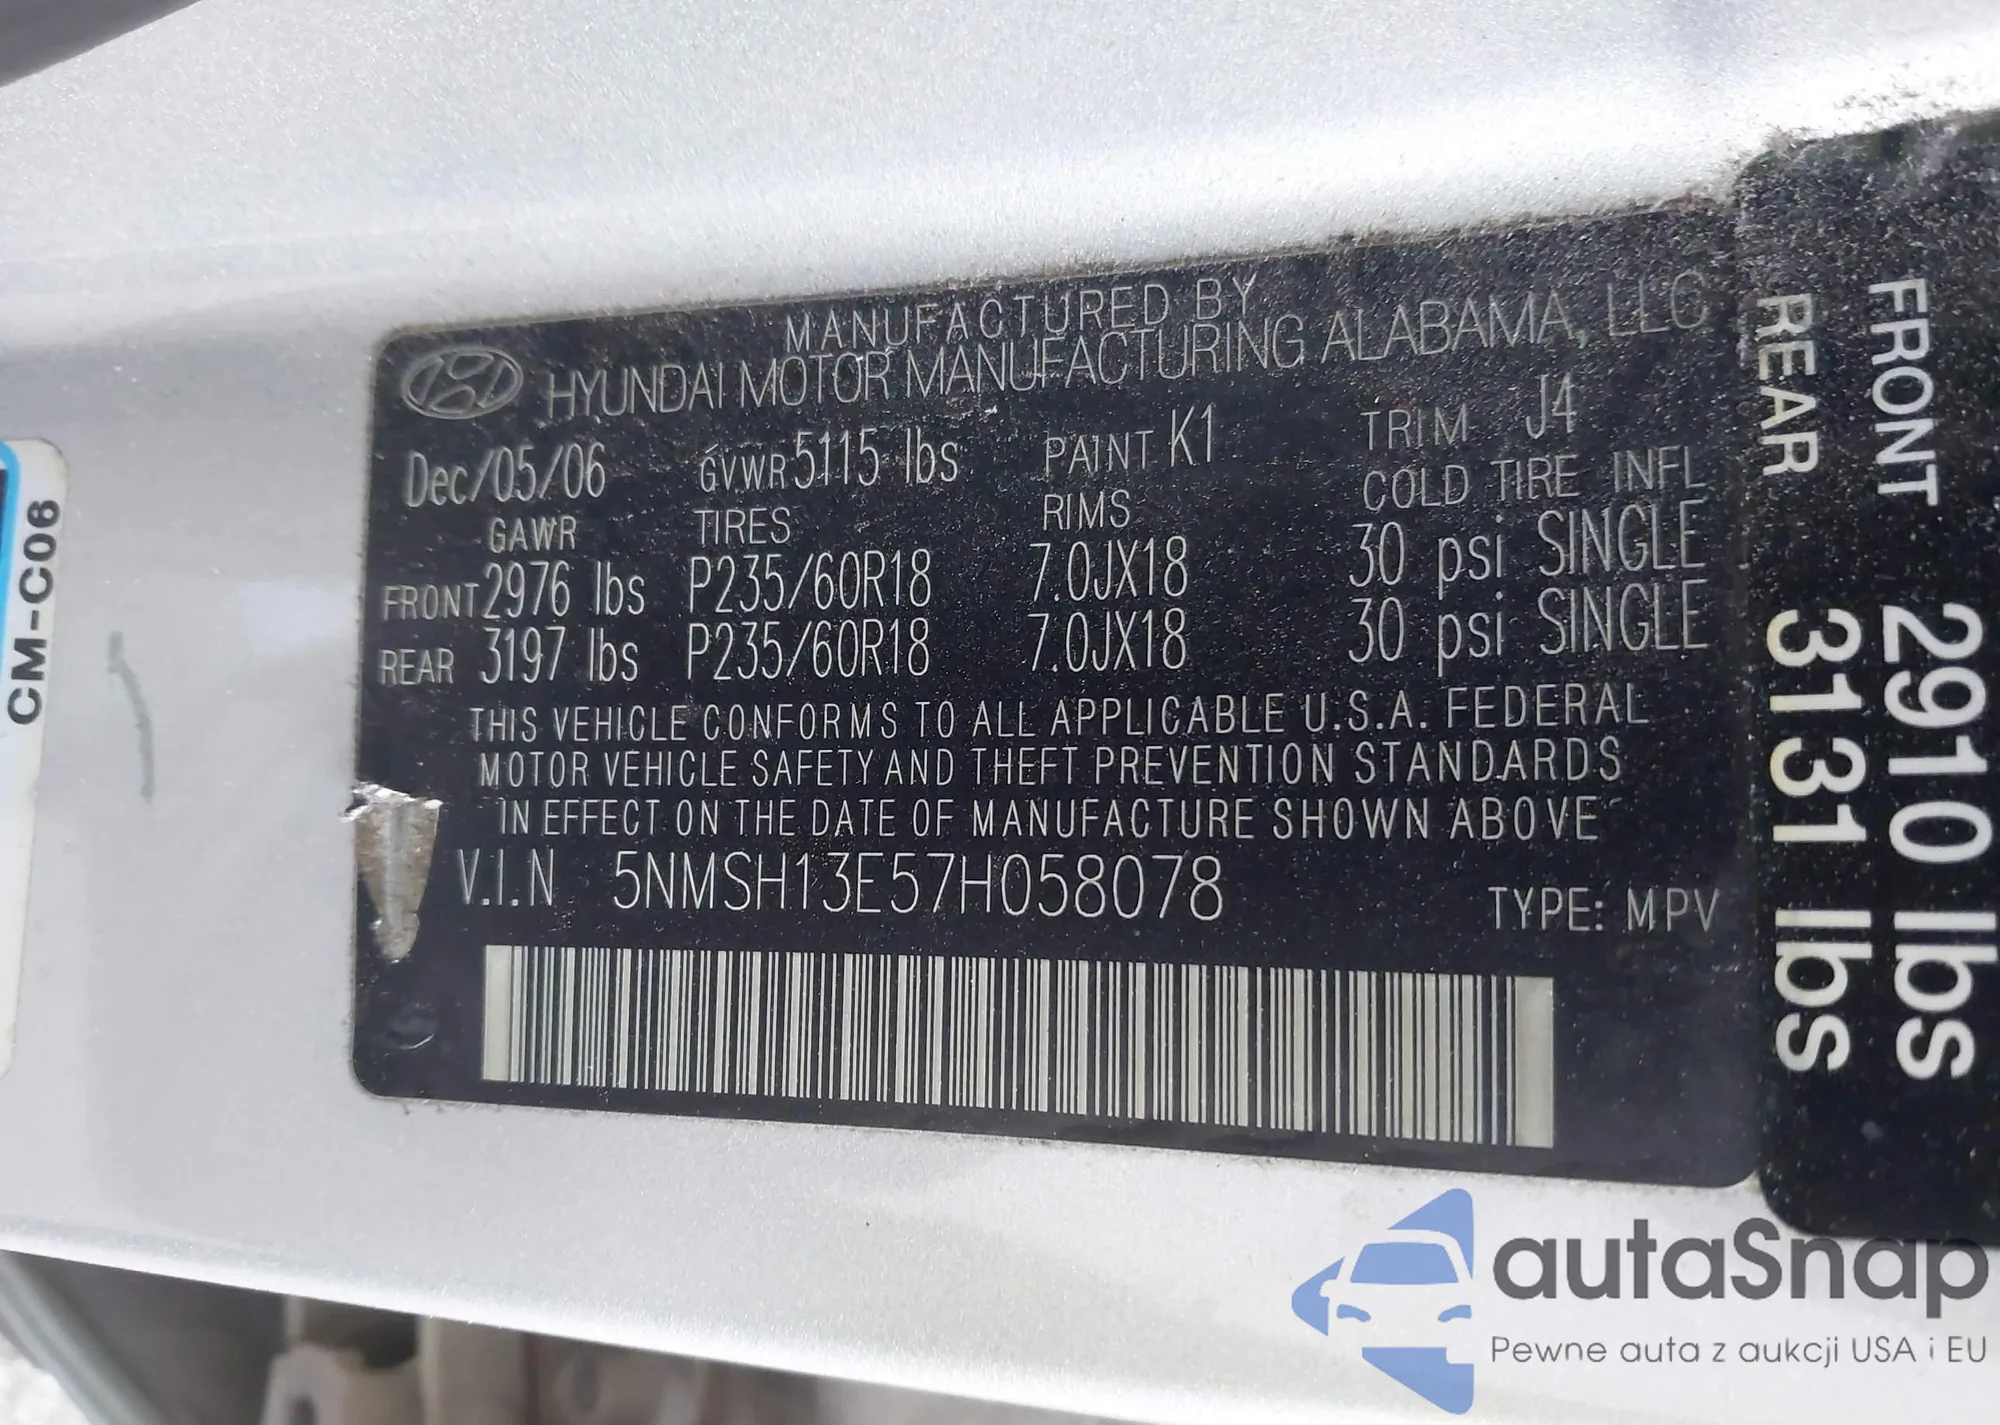 MANUFACTURED BY
HYUNDAI MOTOR MANUFACTURING ALABAMA, LLC
Dec/05/06 GVWR 5115 lbs PAINT K1 TRIM J4
GAWR TIRES RIMS COLD TIRE INFL
FRONT 2976 lbs P235/60R18 7.0JX18 30 psi SINGLE
REAR 3197 lbs P235/60R18 7.0JX18 30 psi SINGLE
THIS VEHICLE CONFORMS TO ALL APPLICABLE U.S.A. FEDERAL
MOTOR VEHICLE SAFETY AND THEFT PREVENTION STANDARDS
IN EFFECT ON THE DATE OF MANUFACTURE SHOWN ABOVE
V.I.N 5NMSH13E57H058078 TYPE: MPV
FRONT 2910 lbs
REAR 3131 lbs
CM-C06
autaSnap
Pewne auta z aukcji USA i EU